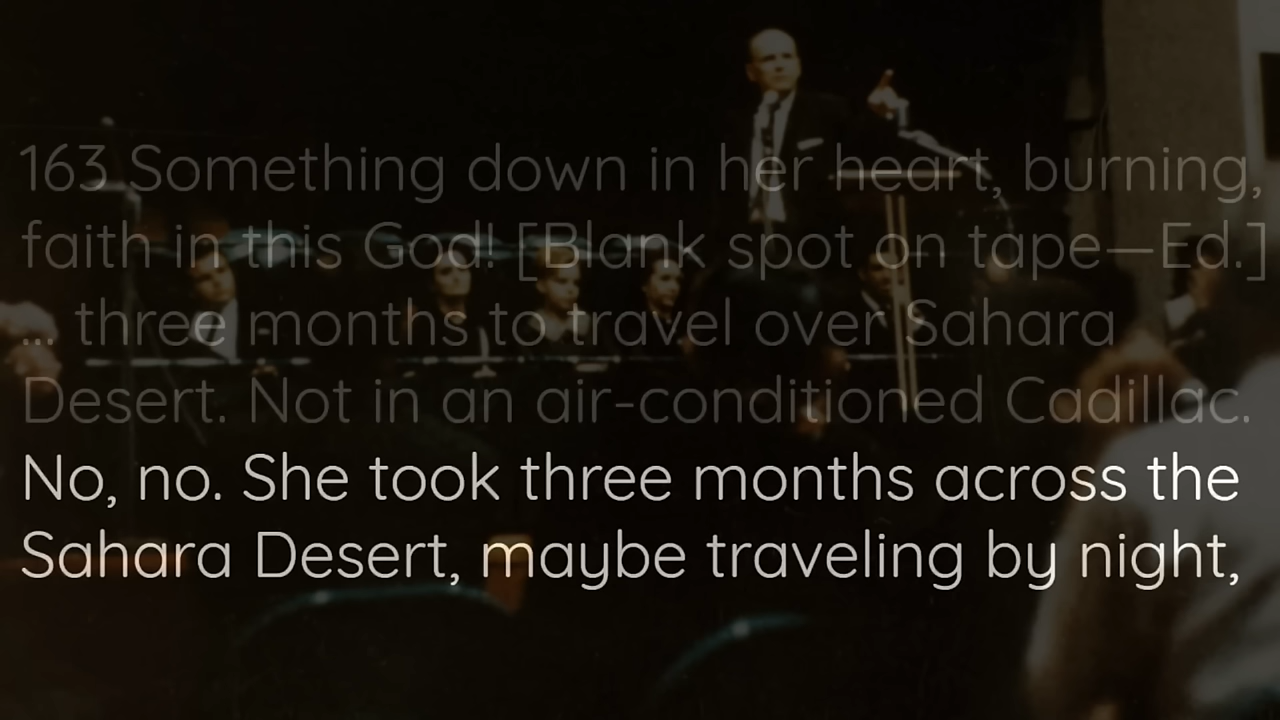 163 Something down in her heart, burning,
faith in this God! [Blank spot on tape—Ed.]
... three months to travel over Sahara
Desert. Not in an air-conditioned Cadillac.
No, no. She took three months across the
Sahara Desert, maybe traveling by night,